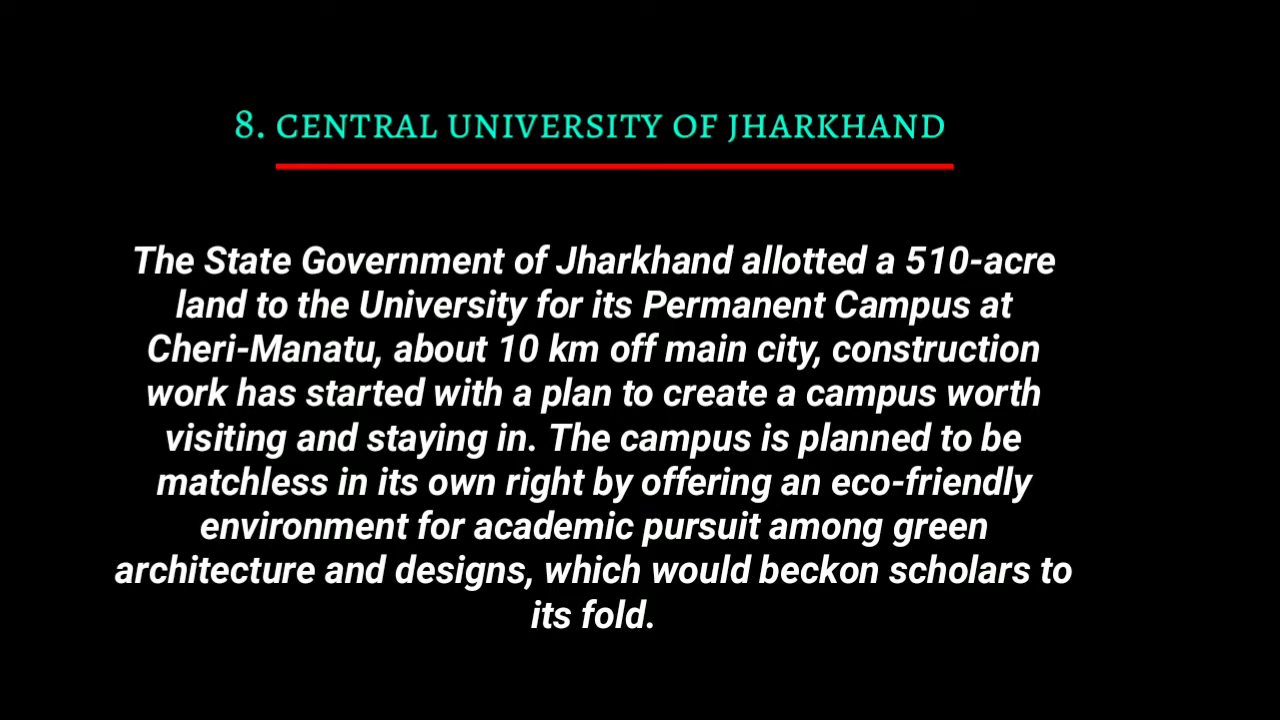 8. CENTRAL UNIVERSITY OF JHARKHAND
The State Government of Jharkhand allotted a 510-acre
land to the University for its Permanent Campus at
Cheri-Manatu, about 10 km off main city, construction
work has started with a plan to create a campus worth
visiting and staying in. The campus is planned to be
matchless in its own right by offering an eco-friendly
environment for academic pursuit among green
architecture and designs, which would beckon scholars to
its fold.